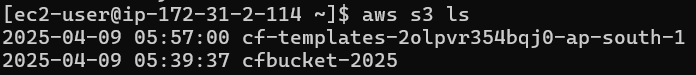 [ec2-user@ip-172-31-2-114 ~]$ aws s3 ls
2025-04-09 05:57:00 cf-templates-2olpvr354bqj0-ap-south-1
2025-04-09 05:39:37 cfbucket-2025